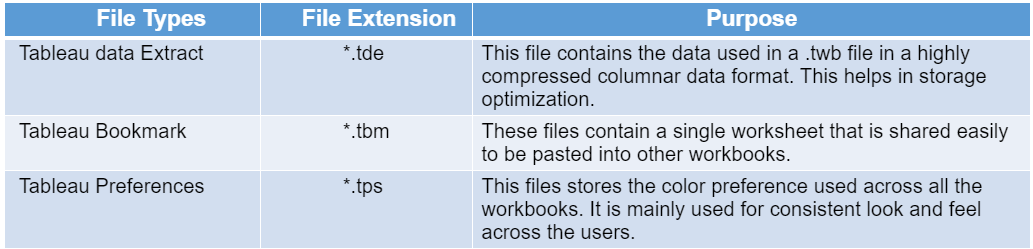 File Types File Extension Purpose
Tableau data Extract *.tde This file contains the data used in a .twb file in a highly
compressed columnar data format. This helps in storage
optimization.
Tableau Bookmark *.tbm These files contain a single worksheet that is shared easily
to be pasted into other workbooks.
Tableau Preferences *.tps This files stores the color preference used across all the
workbooks. It is mainly used for consistent look and feel
across the users.